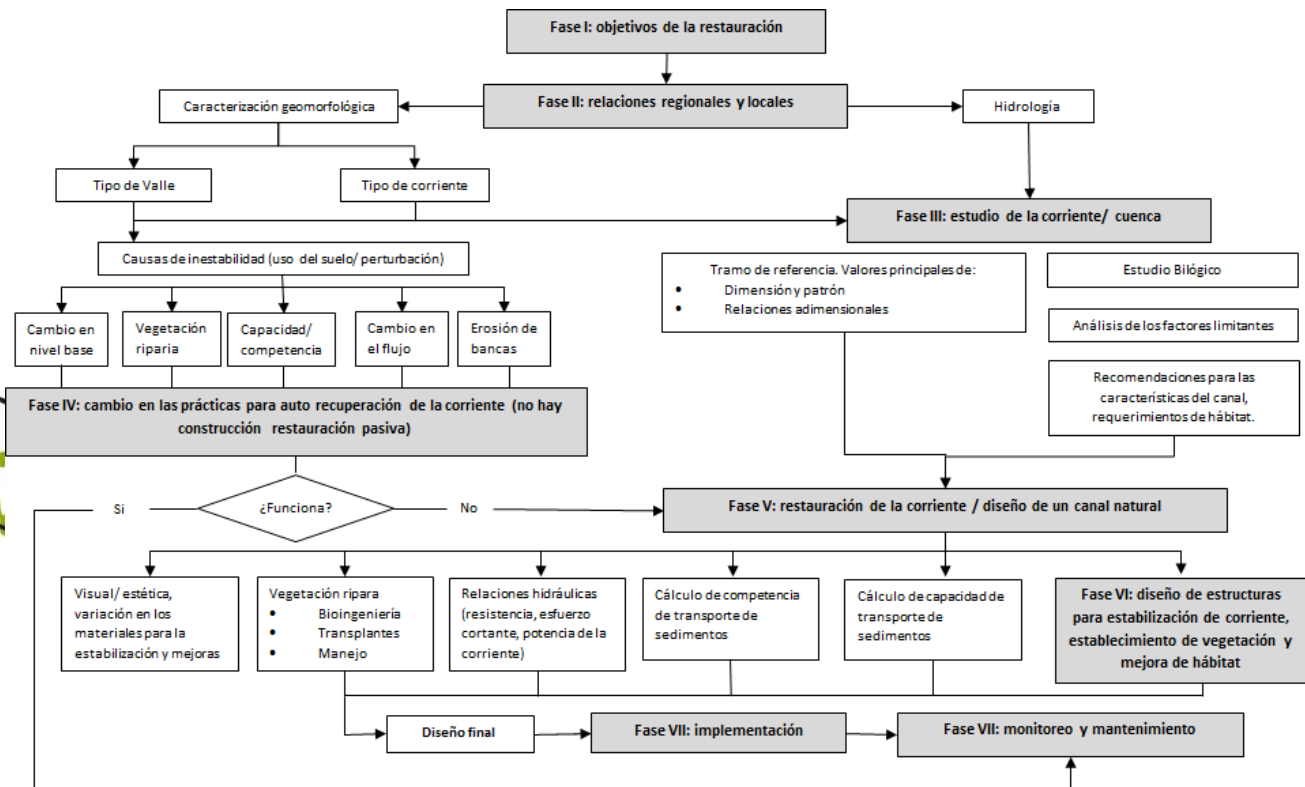 Fase I: objetivos de la restauración
Fase II: relaciones regionales y locales
Caracterización geomorfológica
Hidrología
Tipo de Valle
Tipo de corriente
Fase III: estudio de la corriente/ cuenca
Causas de inestabilidad (uso del suelo/ perturbación)
Tramo de referencia. Valores principales de:
• Dimensión y patrón
• Relaciones adimensionales
Estudio Bilógico
Análisis de los factores limitantes
Recomendaciones para las
características del canal,
requerimientos de hábitat.
Cambio en
nivel base
Vegetación
riparia
Capacidad/
competencia
Cambio en
el flujo
Erosión de
bancas
Fase IV: cambio en las prácticas para auto recuperación de la corriente (no hay
construcción restauración pasiva)
Si
¿Funciona?
No
Fase V: restauración de la corriente / diseño de un canal natural
Visual/ estética,
variación en los
materiales para la
estabilización y mejoras
Vegetación ripara
• Bioingeniería
• Transplantes
• Manejo
Relaciones hidráulicas
(resistencia, esfuerzo
cortante, potencia de la
corriente)
Cálculo de competencia
de transporte de
sedimentos
Cálculo de capacidad de
transporte de
sedimentos
Fase VI: diseño de estructuras
para estabilización de corriente,
establecimiento de vegetación y
mejora de hábitat
Diseño final
Fase VII: implementación
Fase VII: monitoreo y mantenimiento